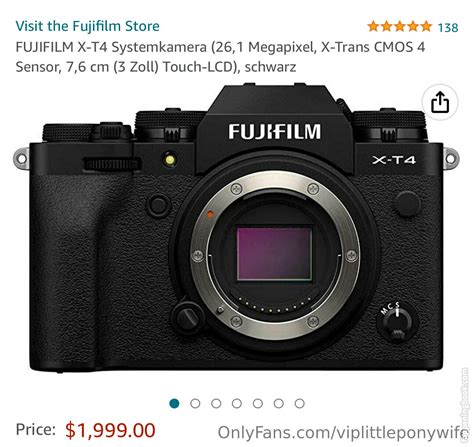 Visit the Fujifilm Store
138
FUJIFILM X-T4 Systemkamera (26,1 Megapixel, X-Trans CMOS 4
Sensor, 7,6 cm (3 Zoll) Touch-LCD), schwarz
FUJIFILM
X-T4
M C S
Price: $1,999.00
OnlyFans.com/viplittleponywife